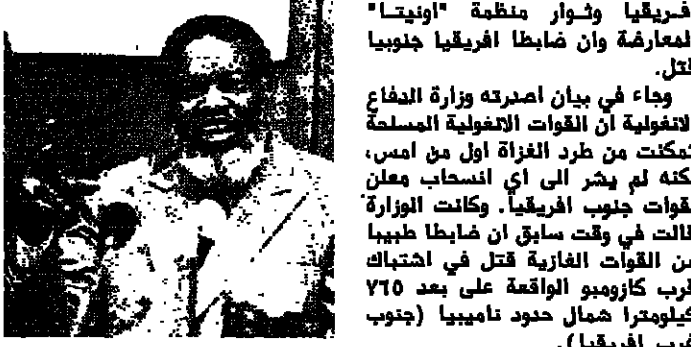 فريقيا وثوار منظمة "اونيتا"
لمعارضة وان ضابطا افريقيا جنوبيا
قتل.
وجاء في بيان اصدرته وزارة الدفاع
لانغولية ان القوات الانغولية المسلحة
تمكنت من طرد الغزاة اول من امس،
لكنه لم يشر الى اي انسحاب معلن
لقوات جنوب افريقيا. وكانت الوزارة
قالت في وقت سابق ان ضابطا طبيبا
من القوات الغازية قتل في اشتباك
قرب كازومبو الواقعة على بعد ٧٦٥
كيلومترا شمال حدود ناميبيا (جنوب
غرب افريقيا).